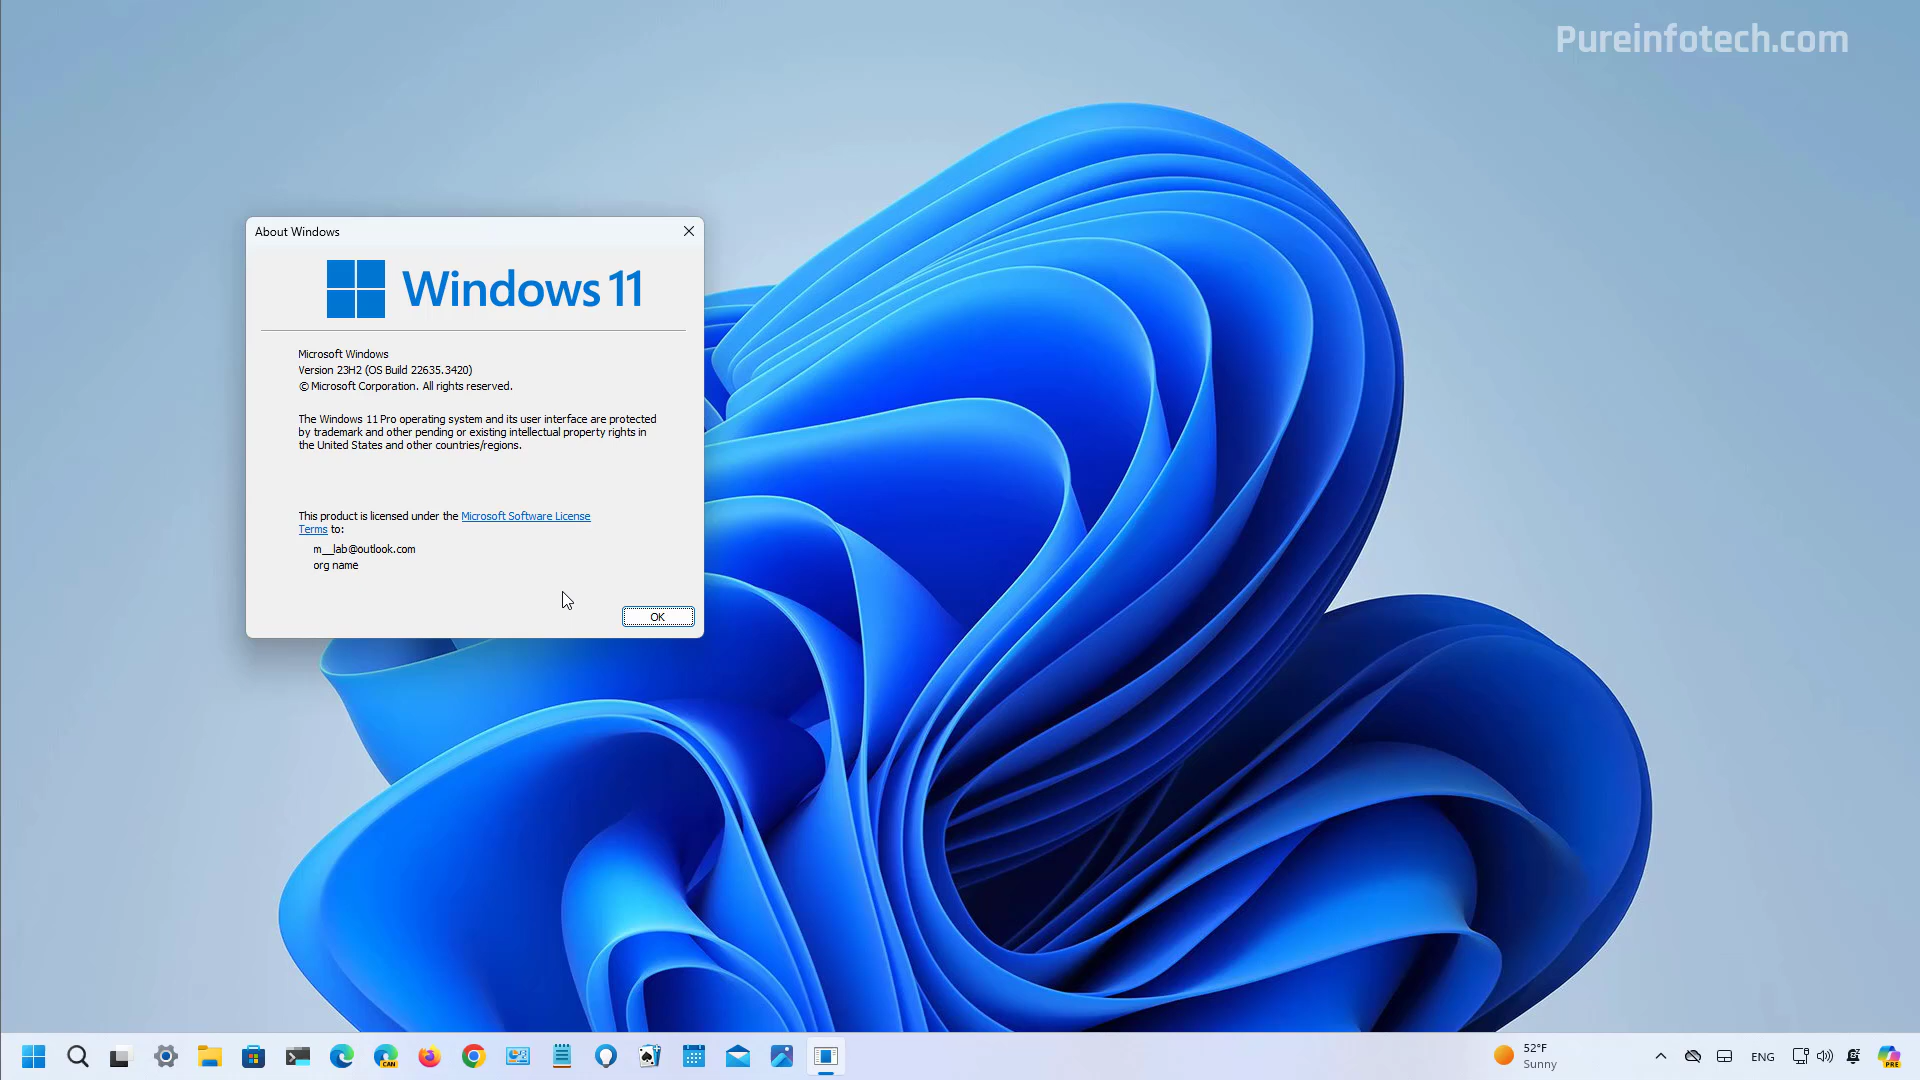 Pureinfotech.com
About Windows
Windows 11
Microsoft Windows
Version 23H2 (OS Build 22635.3420)
© Microsoft Corporation. All rights reserved.
The Windows 11 Pro operating system and its user interface are protected
by trademark and other pending or existing intellectual property rights in
the United States and other countries/regions.
This product is licensed under the Microsoft Software License
Terms to:
m__lab@outlook.com
org name
OK
CAN
52°F
Sunny
ENG
PRE